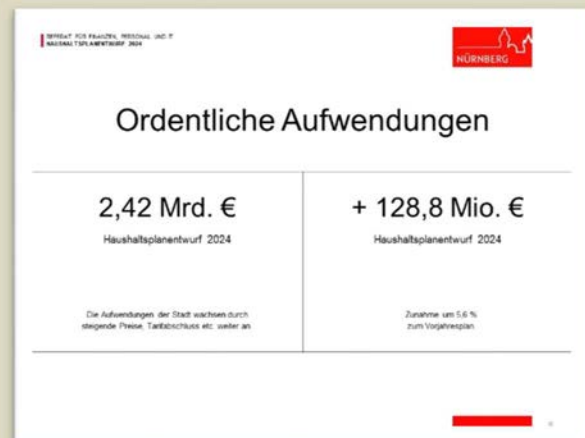 REFERAT FÜR FINANZEN, PERSONAL UND IT
HAUSHALTSPLANENTWURF 2024
NÜRNBERG
Ordentliche Aufwendungen
2,42 Mrd. €
Haushaltsplanentwurf 2024
Die Aufwendungen der Stadt wachsen durch
steigende Preise, Tarifabschluss etc. weiter an
+ 128,8 Mio. €
Haushaltsplanentwurf 2024
Zunahme um 5,6 %
zum Vorjahresplan